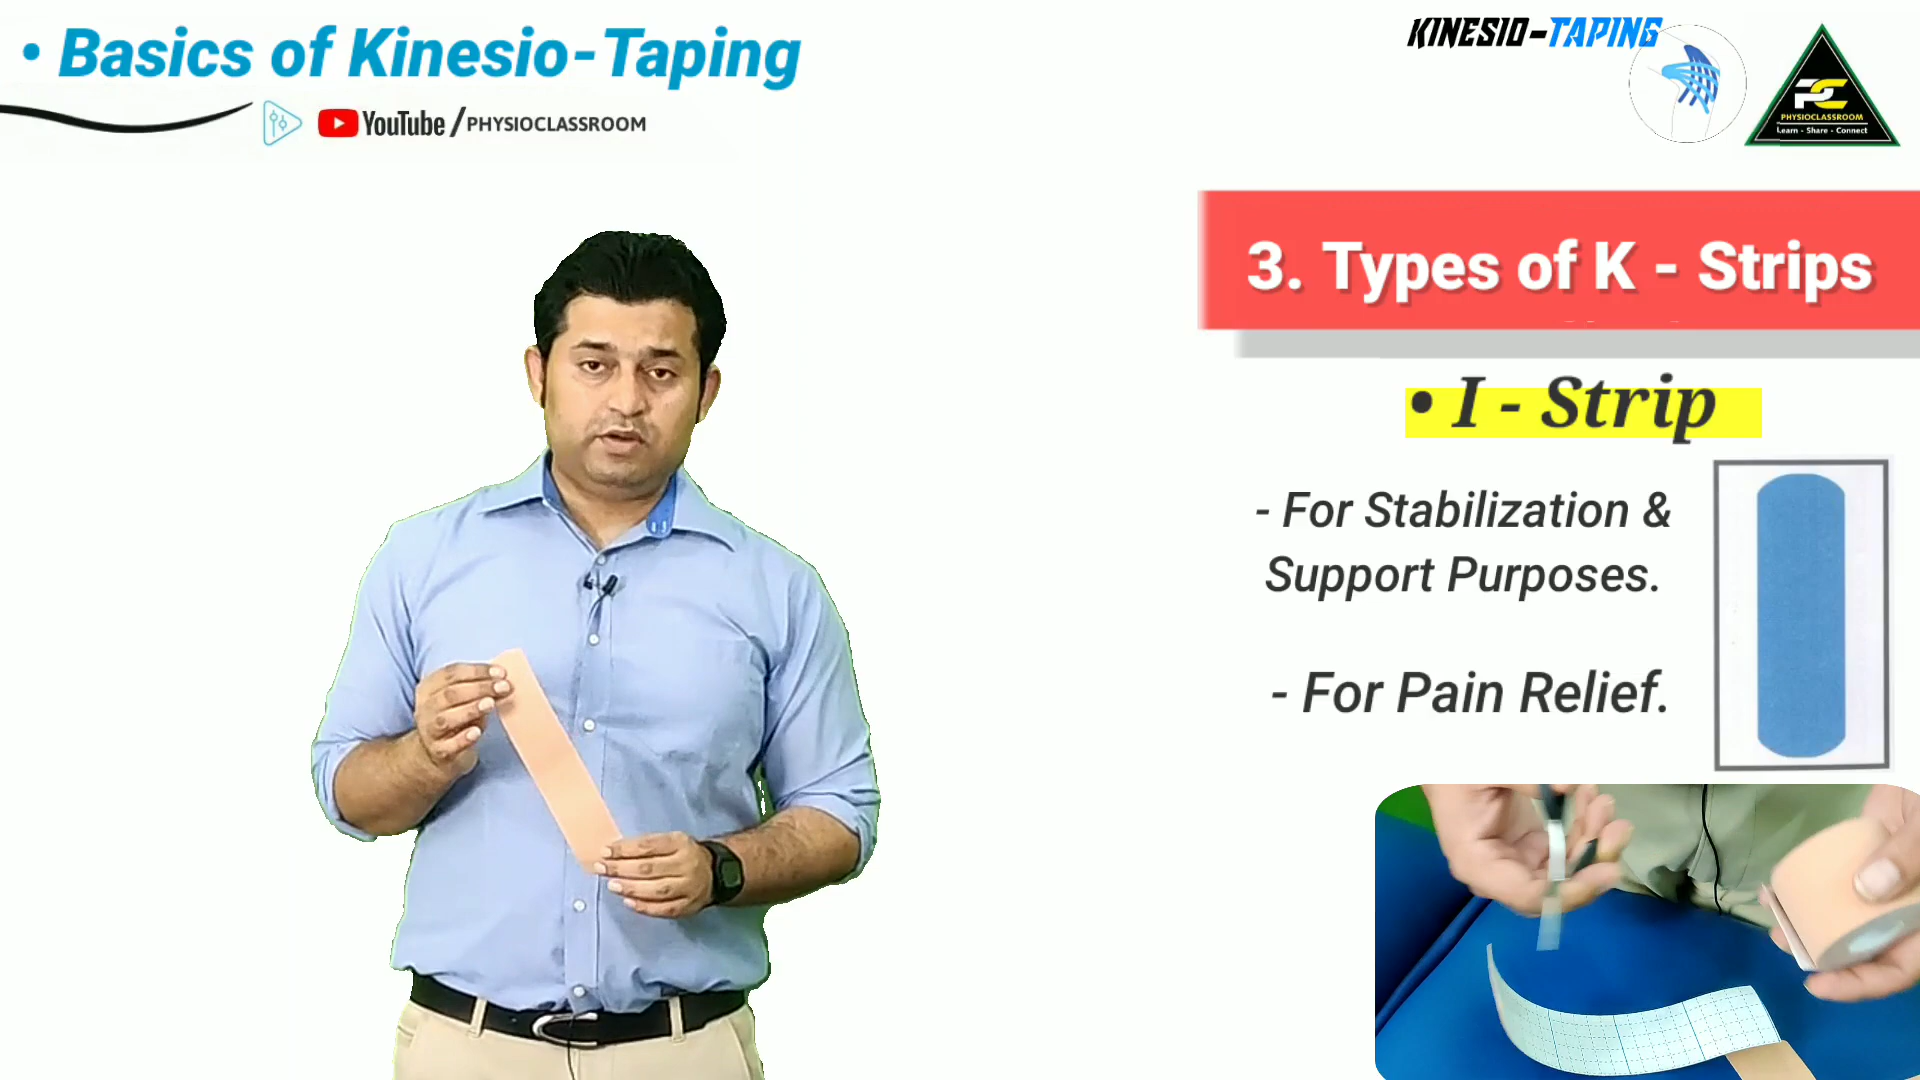 • Basics of Kinesio-Taping
YouTube /PHYSIOCLASSROOM
KINESIO-TAPING
PC
PHYSIOCLASSROOM
Learn - Share - Connect
3. Types of K - Strips
• I - Strip
- For Stabilization &
Support Purposes.
- For Pain Relief.